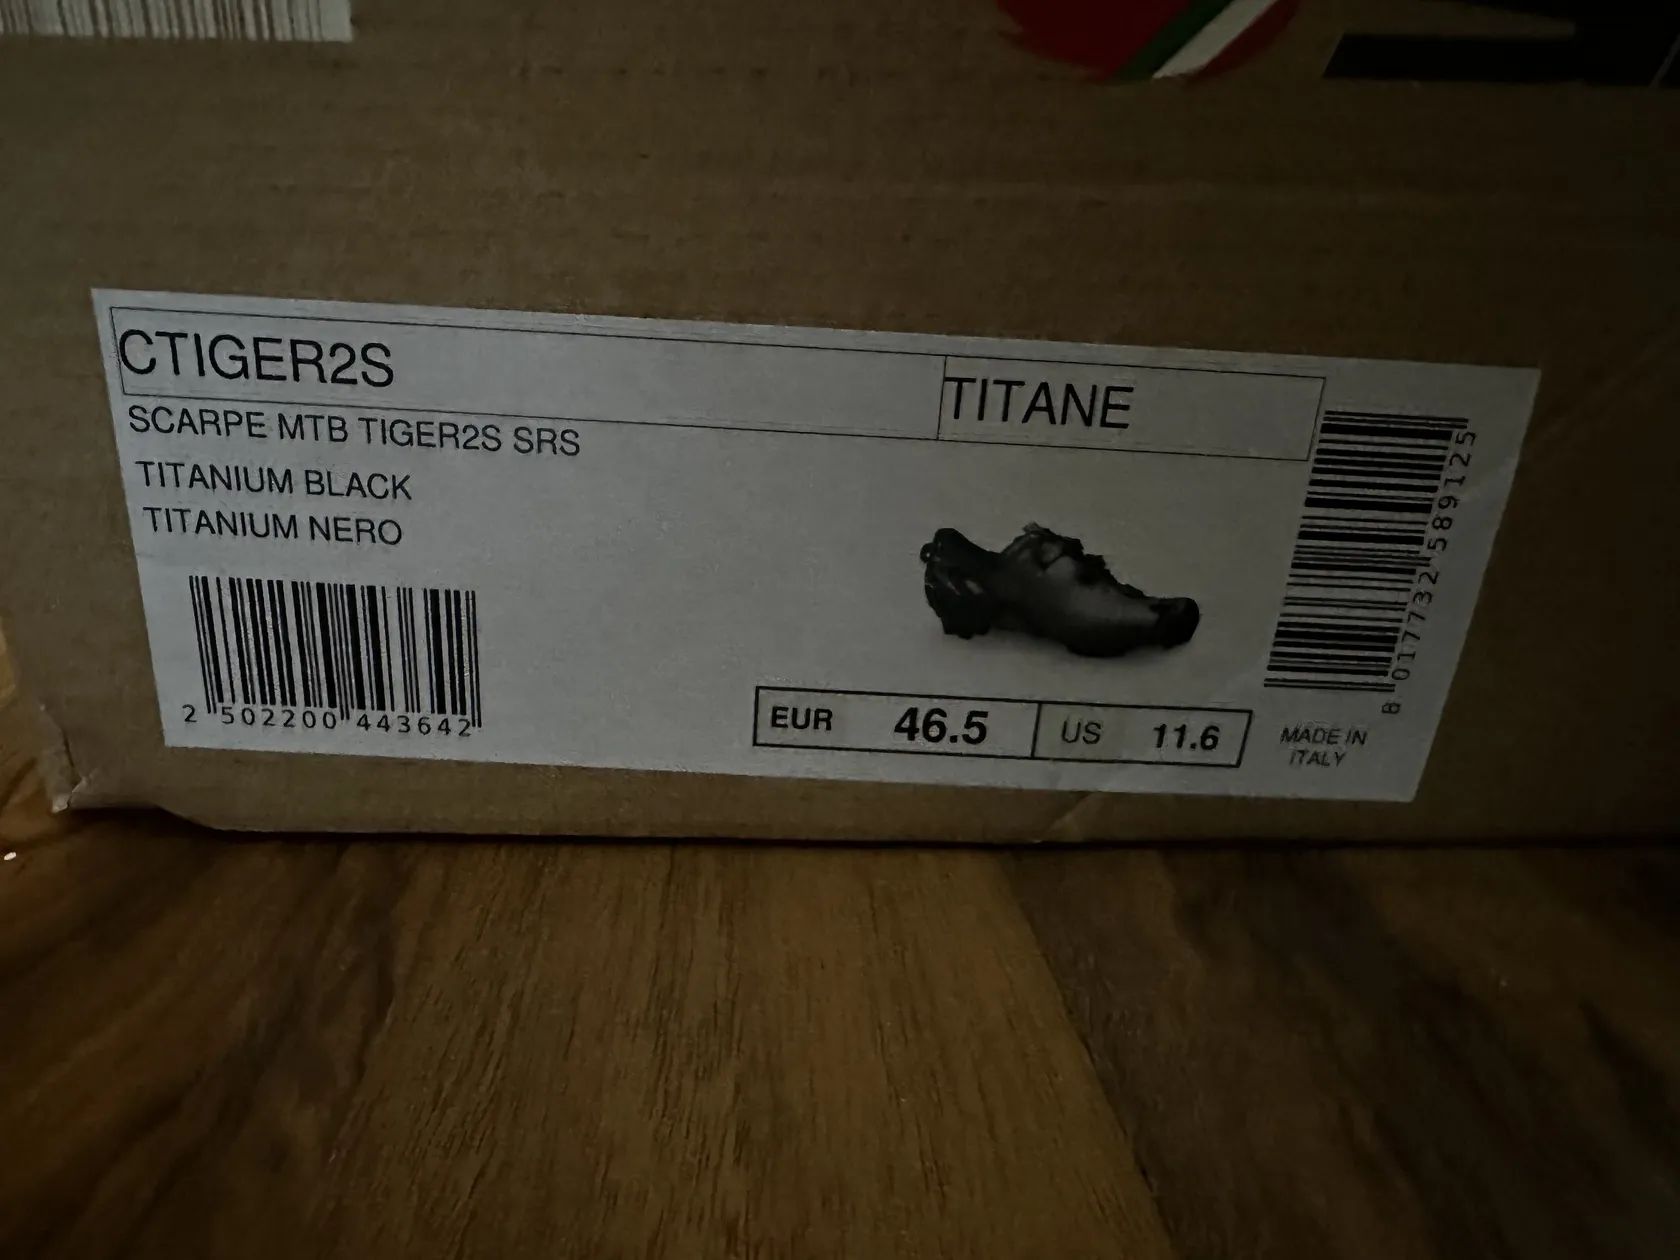 CTIGER2S
TITANE
SCARPE MTB TIGER2S SRS
TITANIUM BLACK
TITANIUM NERO
2 502200 443642
EUR 46.5 US 11.6
8 017732 589125
MADE IN
ITALY